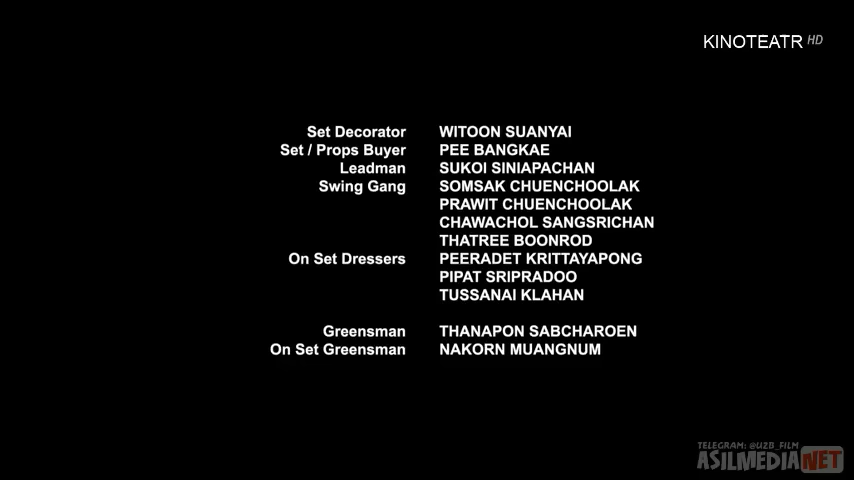 KINOTEATR HD
Set Decorator WITOON SUANYAI
Set / Props Buyer PEE BANGKAE
Leadman SUKOI SINIAPACHAN
Swing Gang SOMSAK CHUENCHOOLAK
PRAWIT CHUENCHOOLAK
CHAWACHOL SANGSRICHAN
THATREE BOONROD
On Set Dressers PEERADET KRITTAYAPONG
PIPAT SRIPRADOO
TUSSANAI KLAHAN
Greensman THANAPON SABCHAROEN
On Set Greensman NAKORN MUANGNUM
TELEGRAM: @UZB_FILM
ASILMEDIA.NET